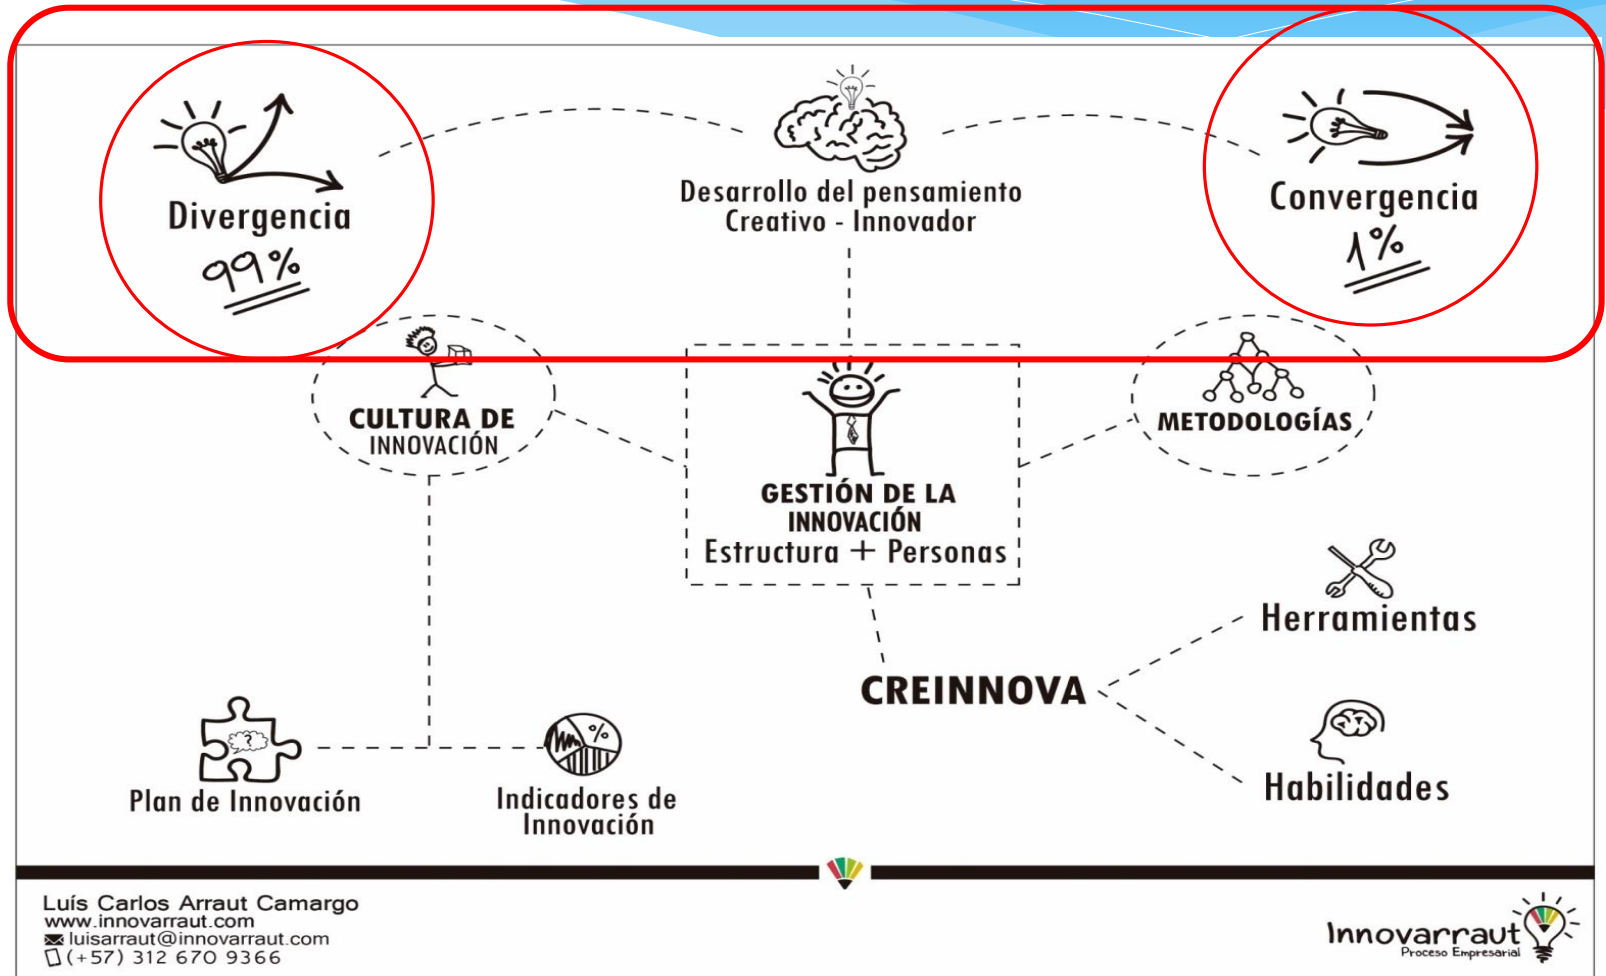 Divergencia
99%
Desarrollo del pensamiento
Creativo - Innovador
Convergencia
1%
CULTURA DE
INNOVACIÓN
GESTIÓN DE LA
INNOVACIÓN
Estructura + Personas
METODOLOGÍAS
Herramientas
CREINNOVA
Habilidades
?
Plan de Innovación
%
Indicadores de
Innovación
Luís Carlos Arraut Camargo
www.innovarraut.com
luisarraut@innovarraut.com
(+57) 312 670 9366
Innovarraut
Proceso Empresarial